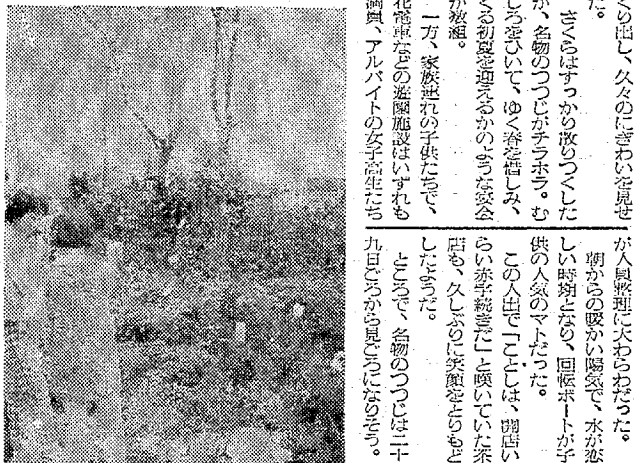 くり出し、久々のにぎわいを見せ
た。
さくらはすっかり散りつくした
が、名物のつつじがチラホラ。む
しろをひいて、ゆく春を惜しみ、
くる初夏を迎えるかのような宴会
が数組。
一方、家族連れの子供たちで、
花電車などの遊園施設はいずれも
満員、アルバイトの女子高生たち
が人員整理に大わらわだった。
朝からの暖かい陽気で、水が恋
しい時期となり、回転ボートが子
供の人気のマトだった。
この人出で「ことしは、開店い
らい赤字続きだ」と嘆いていた茶
店も、久しぶりに笑顔をとりもど
したようだ。
ところで、名物のつつじは二十
九日ごろから見ごろになりそう。